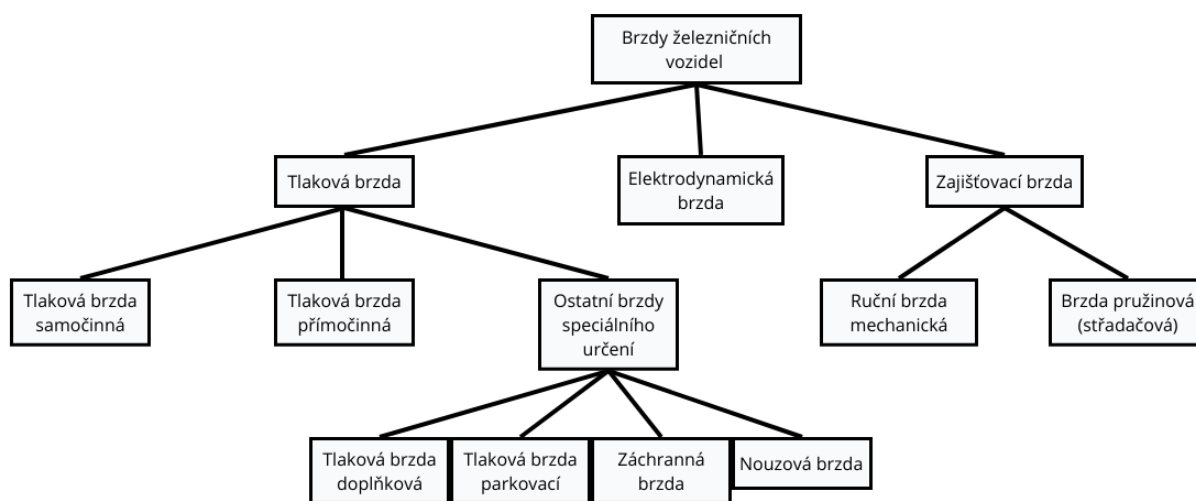 Brzdy železničních
vozidel
Tlaková brzda
Elektrodynamická
brzda
Zajišťovací brzda
Tlaková brzda
samočinná
Tlaková brzda
přímočinná
Ostatní brzdy
speciálního
určení
Ruční brzda
mechanická
Brzda pružinová
(střadačová)
Tlaková brzda
doplňková
Tlaková brzda
parkovací
Záchranná
brzda
Nouzová brzda